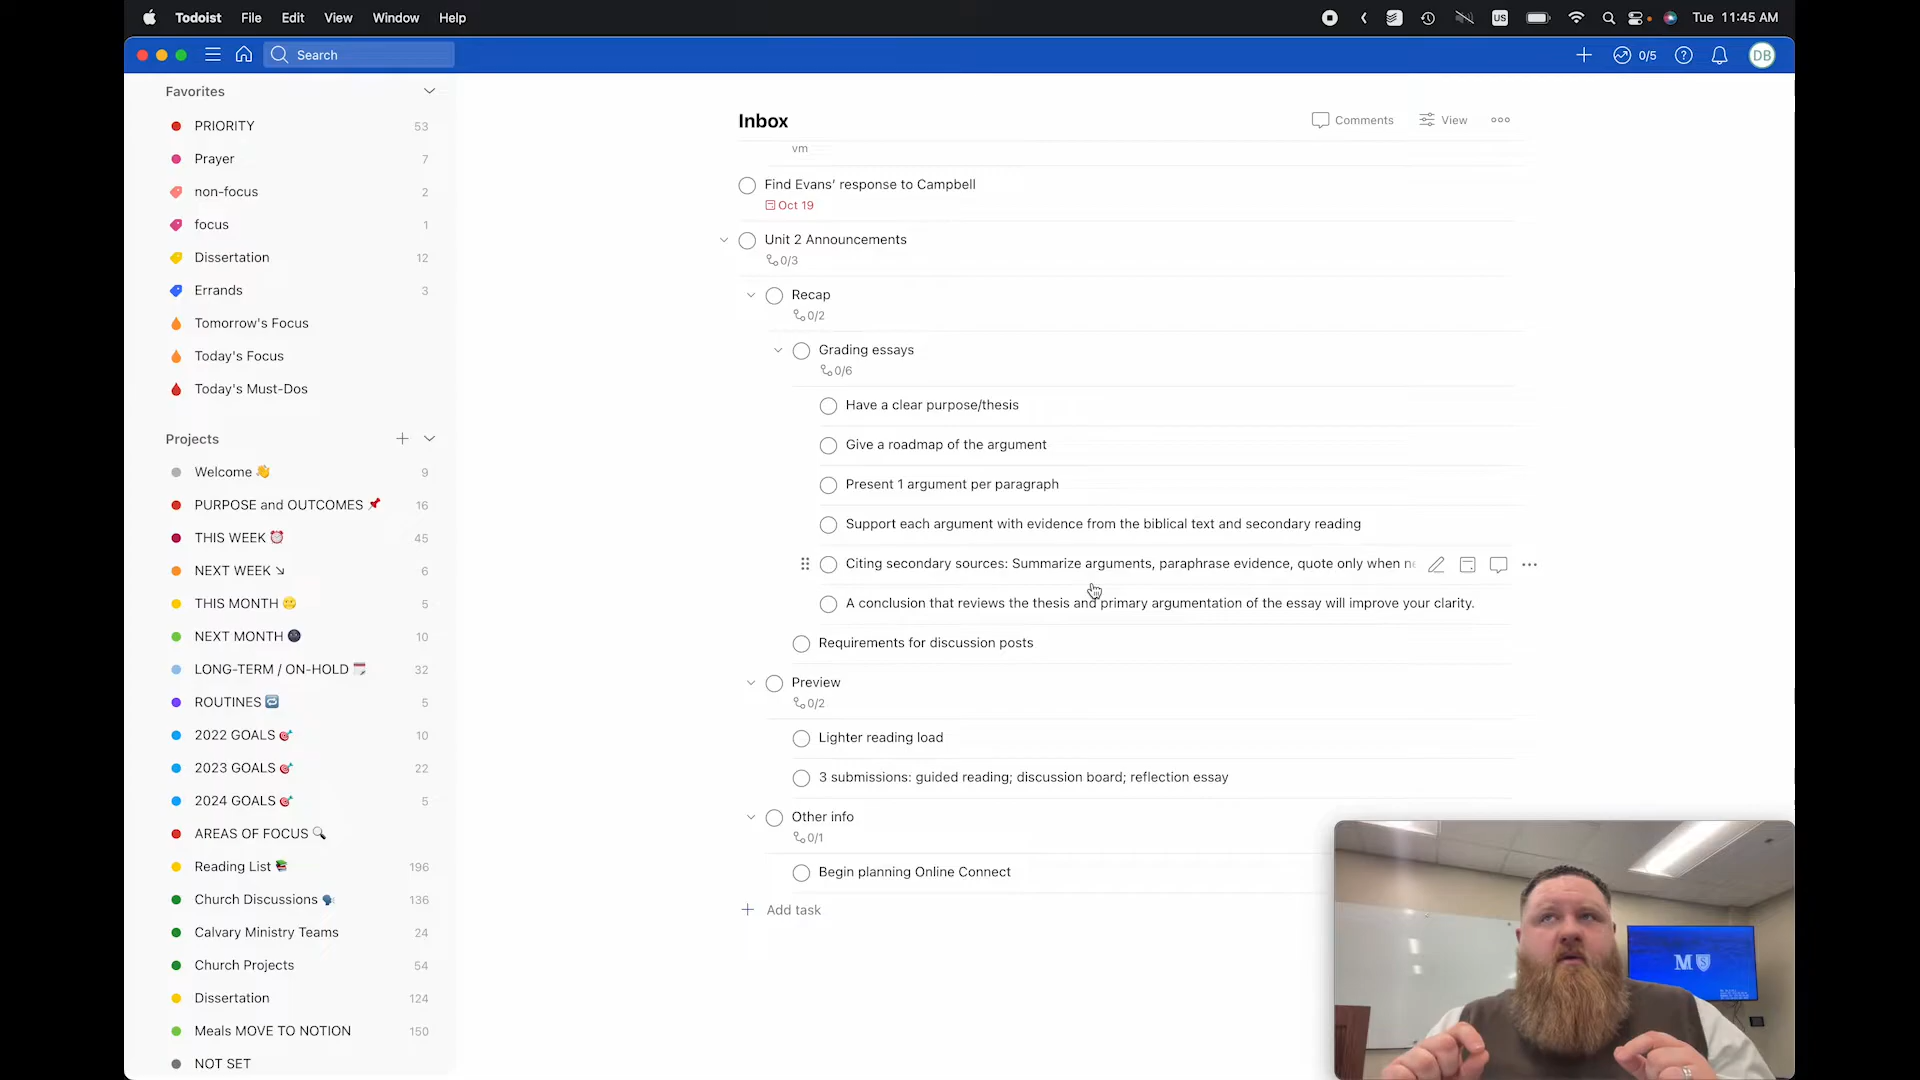 Todoist File Edit View Window Help
US
Tue 11:45 AM
Search
0/5
DB
Favorites
PRIORITY 53
Prayer 7
non-focus 2
focus 1
Dissertation 12
Errands 3
Tomorrow's Focus
Today's Focus
Today's Must-Dos
Projects
Welcome 👋 9
PURPOSE and OUTCOMES 📌 16
THIS WEEK ⏰ 45
NEXT WEEK ↘ 6
THIS MONTH 🌝 5
NEXT MONTH 🌚 10
LONG-TERM / ON-HOLD 🗓 32
ROUTINES 🔁 5
2022 GOALS 🎯 10
2023 GOALS 🎯 22
2024 GOALS 🎯 5
AREAS OF FOCUS 🔍
Reading List 📚 196
Church Discussions 🗣 136
Calvary Ministry Teams 24
Church Projects 54
Dissertation 124
Meals MOVE TO NOTION 150
NOT SET
Inbox
Comments View
vm
Find Evans' response to Campbell
Oct 19
Unit 2 Announcements
0/3
Recap
0/2
Grading essays
0/6
Have a clear purpose/thesis
Give a roadmap of the argument
Present 1 argument per paragraph
Support each argument with evidence from the biblical text and secondary reading
Citing secondary sources: Summarize arguments, paraphrase evidence, quote only when ne
A conclusion that reviews the thesis and primary argumentation of the essay will improve your clarity.
Requirements for discussion posts
Preview
0/2
Lighter reading load
3 submissions: guided reading; discussion board; reflection essay
Other info
0/1
Begin planning Online Connect
+ Add task
M S